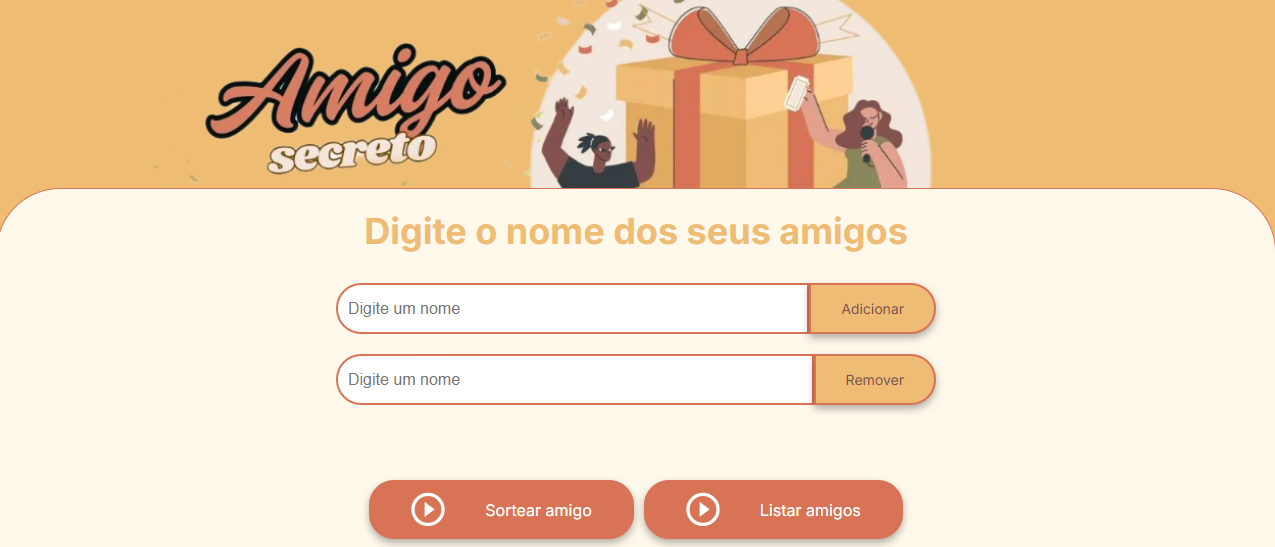 Amigo
secreto
Digite o nome dos seus amigos
Digite um nome
Adicionar
Digite um nome
Remover
Sortear amigo
Listar amigos